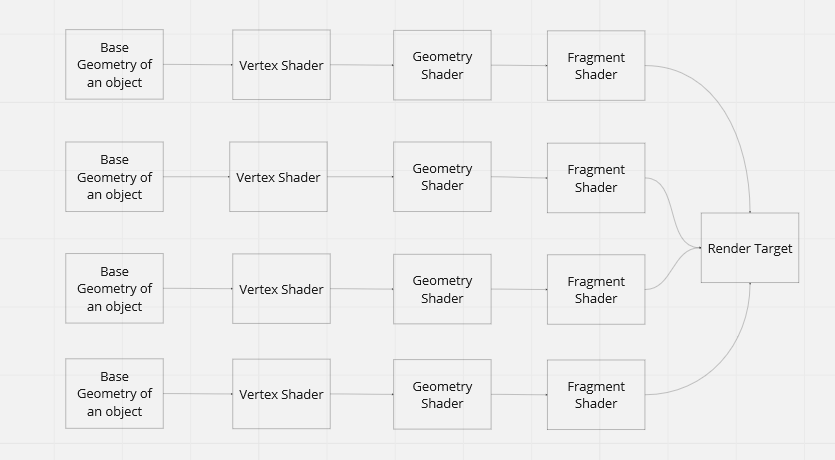 Base
Geometry of
an object
Vertex Shader
Geometry
Shader
Fragment
Shader
Base
Geometry of
an object
Vertex Shader
Geometry
Shader
Fragment
Shader
Render Target
Base
Geometry of
an object
Vertex Shader
Geometry
Shader
Fragment
Shader
Base
Geometry of
an object
Vertex Shader
Geometry
Shader
Fragment
Shader